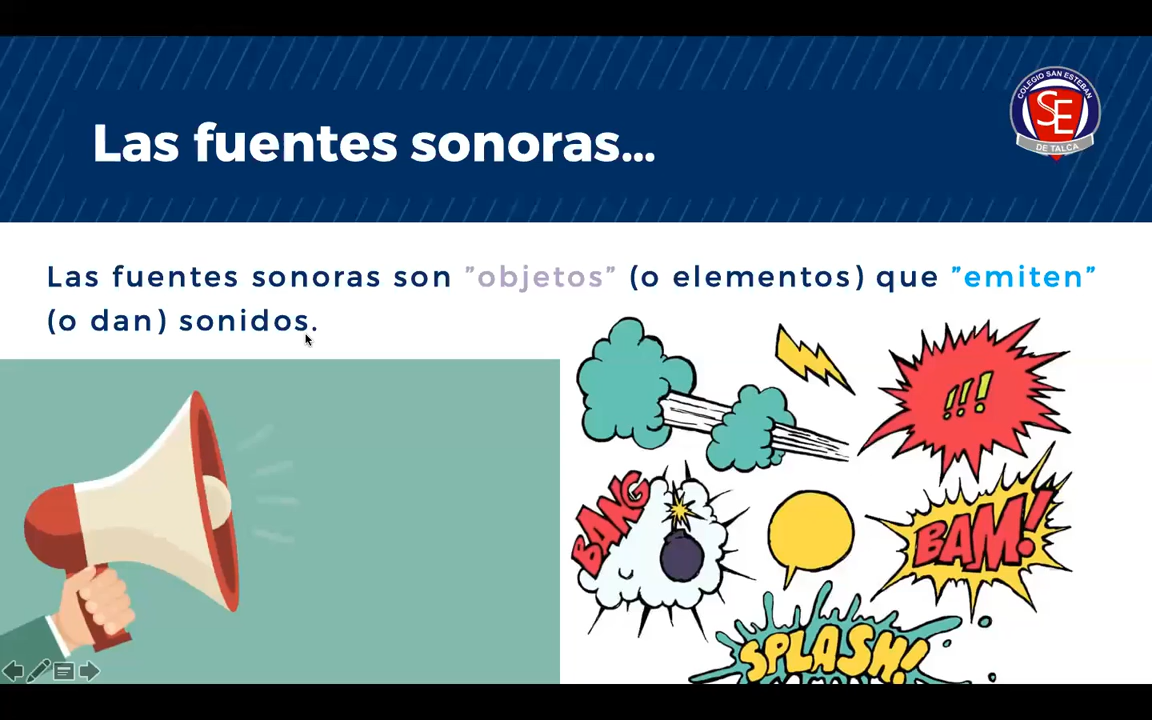 COLEGIO SAN ESTEBAN
SE
DE TALCA
Las fuentes sonoras...
Las fuentes sonoras son "objetos" (o elementos) que "emiten"
(o dan) sonidos.
!!!
BANG
BAM!
SPLASH!